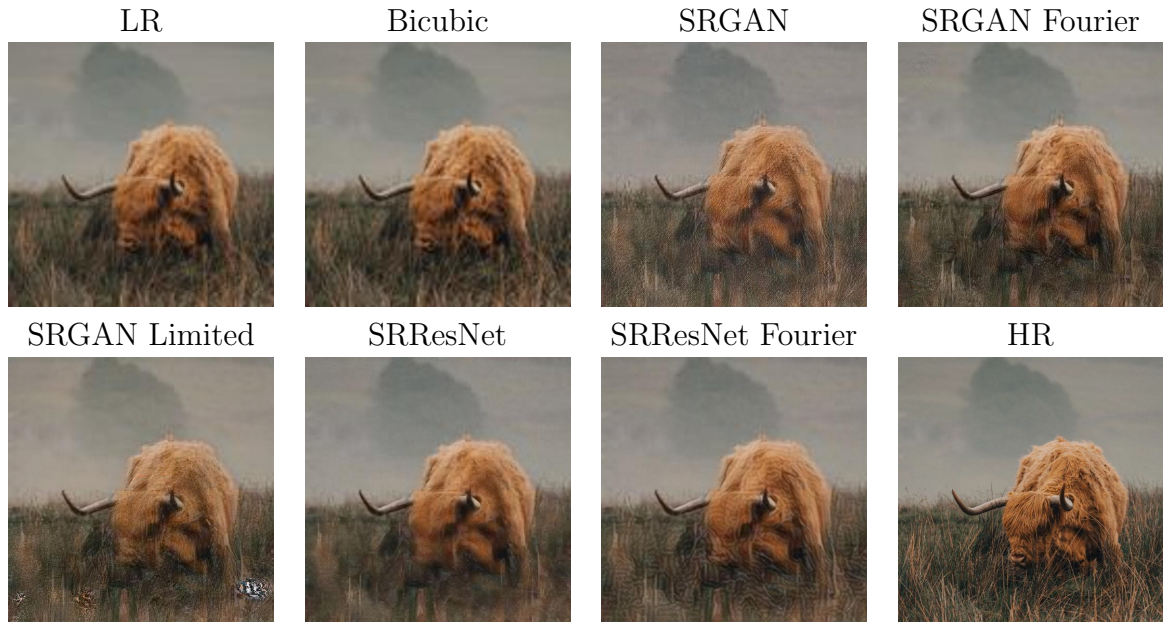 LR
Bicubic
SRGAN
SRGAN Fourier
SRGAN Limited
SRResNet
SRResNet Fourier
HR